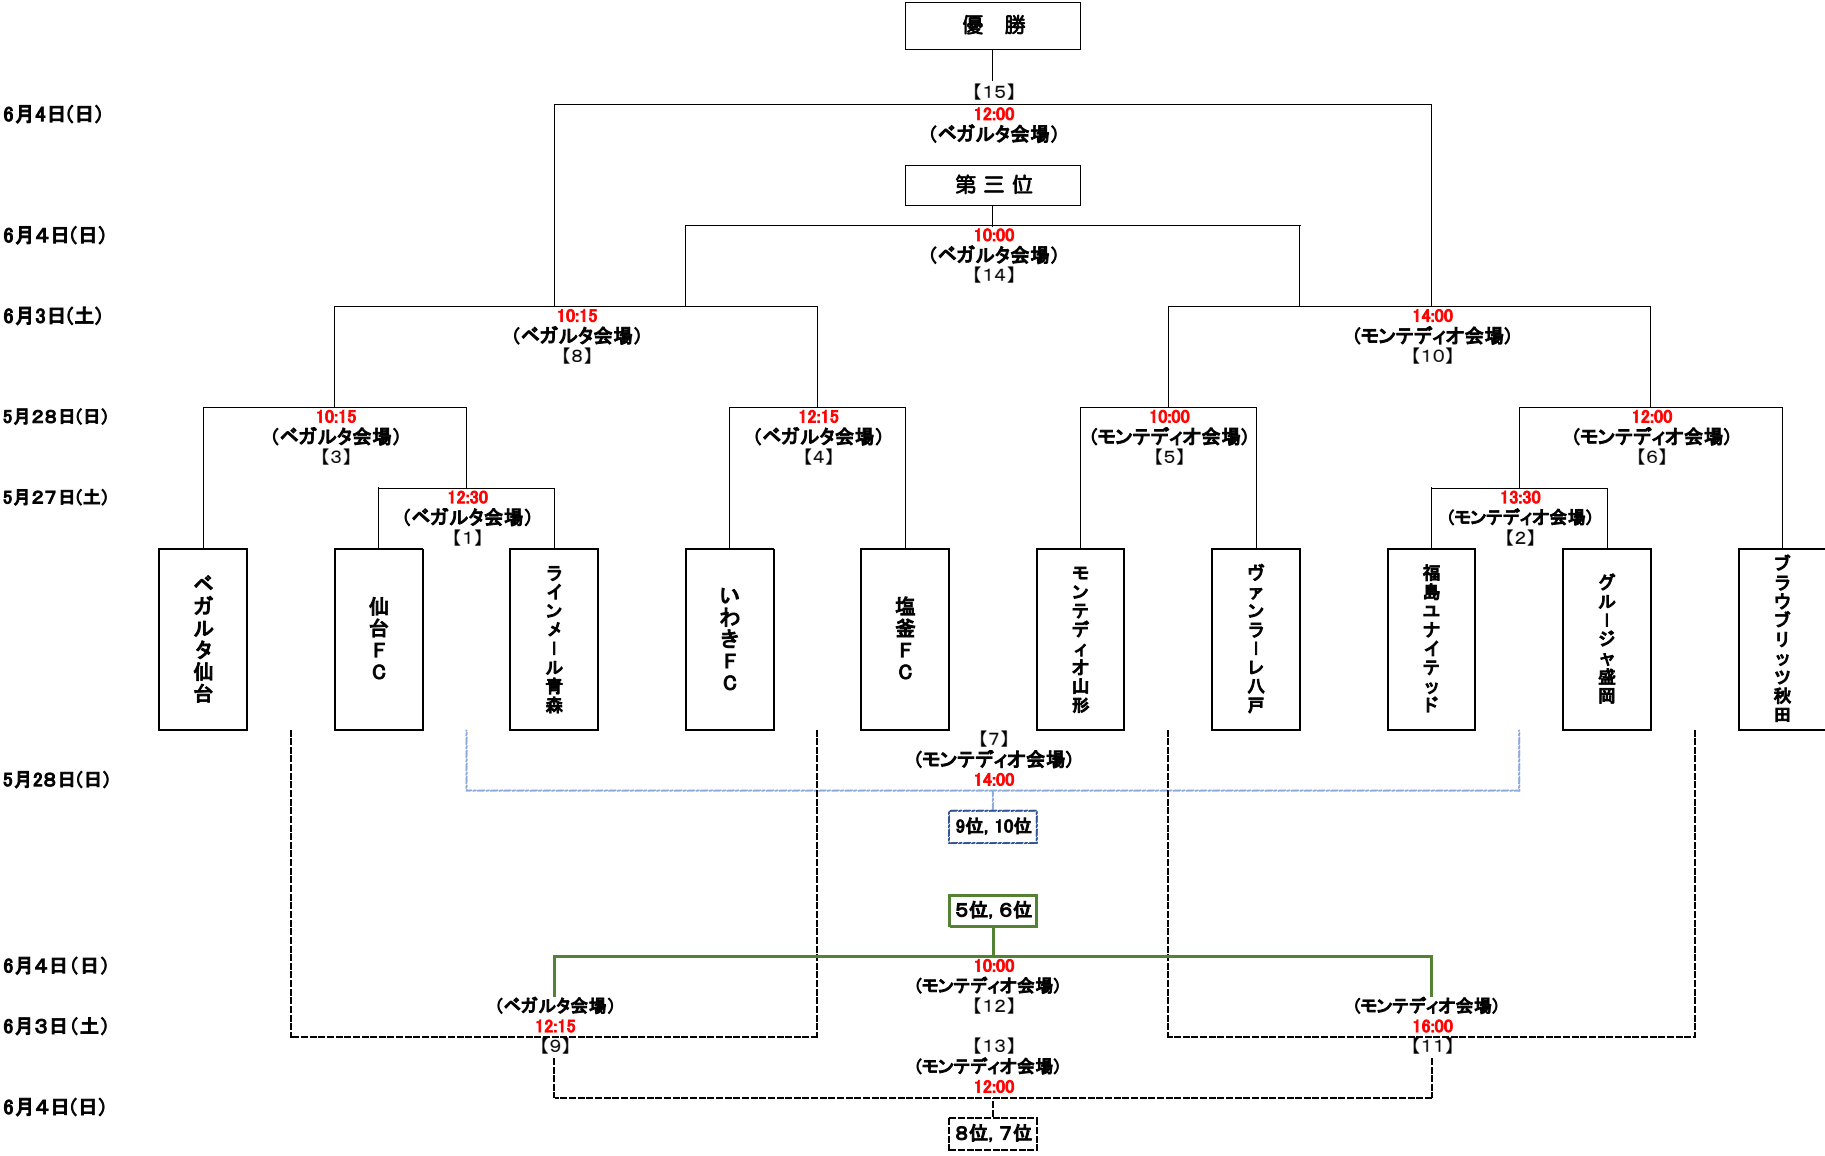 優　勝
【15】
6月4日(日)
12:00
(ベガルタ会場)
第 三 位
6月4日(日)
10:00
(ベガルタ会場)
【14】
6月3日(土)
10:15
(ベガルタ会場)
【8】
14:00
(モンテディオ会場)
【10】
5月28日(日)
10:15
(ベガルタ会場)
【3】
12:15
(ベガルタ会場)
【4】
10:00
(モンテディオ会場)
【5】
12:00
(モンテディオ会場)
【6】
5月27日(土)
12:30
(ベガルタ会場)
【1】
13:30
(モンテディオ会場)
【2】
ベガルタ仙台
仙台FC
ラインメール青森
いわきFC
塩釜FC
モンテディオ山形
ヴァンラーレ八戸
福島ユナイテッド
グルージャ盛岡
ブラウブリッツ秋田
【7】
(モンテディオ会場)
5月28日(日)
14:00
9位, 10位
5位, 6位
6月4日(日)
10:00
(モンテディオ会場)
【12】
(ベガルタ会場)
(モンテディオ会場)
6月3日(土)
12:15
【9】
16:00
【11】
【13】
(モンテディオ会場)
12:00
6月4日(日)
8位, 7位